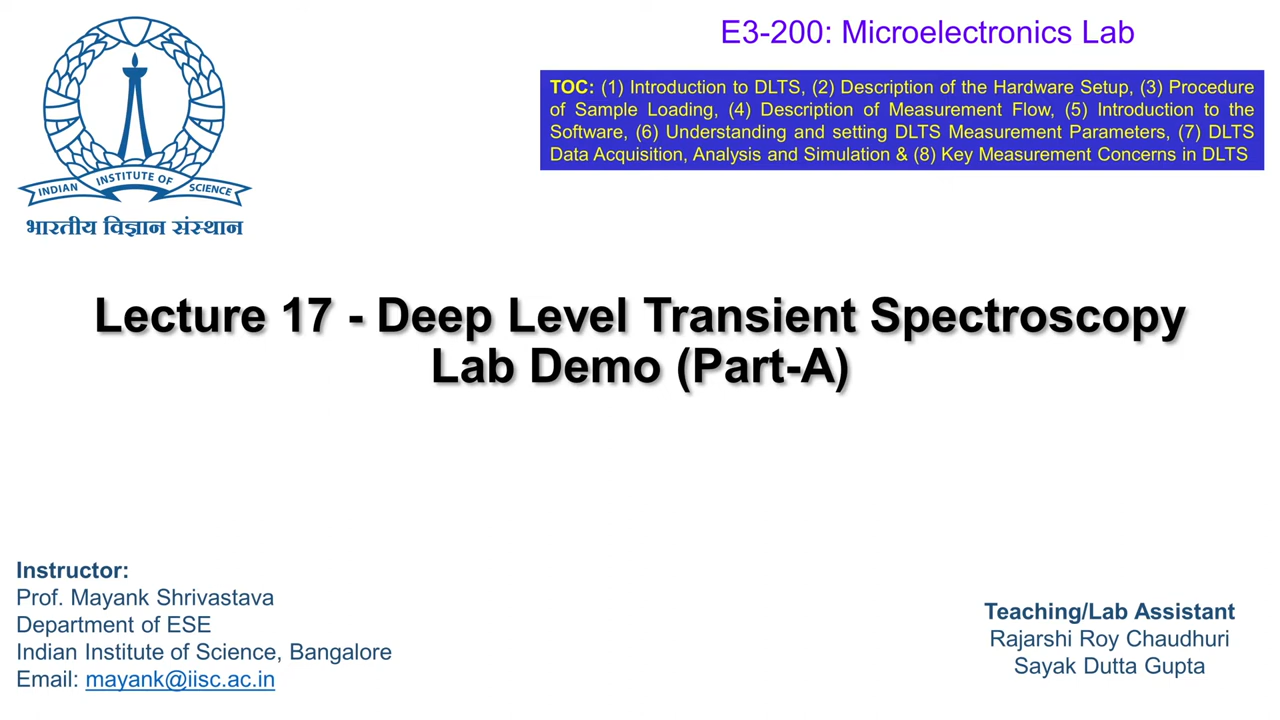 INDIAN INSTITUTE OF SCIENCE
भारतीय विज्ञान संस्थान
E3-200: Microelectronics Lab
TOC: (1) Introduction to DLTS, (2) Description of the Hardware Setup, (3) Procedure
of Sample Loading, (4) Description of Measurement Flow, (5) Introduction to the
Software, (6) Understanding and setting DLTS Measurement Parameters, (7) DLTS
Data Acquisition, Analysis and Simulation & (8) Key Measurement Concerns in DLTS
Lecture 17 - Deep Level Transient Spectroscopy
Lab Demo (Part-A)
Instructor:
Prof. Mayank Shrivastava
Department of ESE
Indian Institute of Science, Bangalore
Email: mayank@iisc.ac.in
Teaching/Lab Assistant
Rajarshi Roy Chaudhuri
Sayak Dutta Gupta